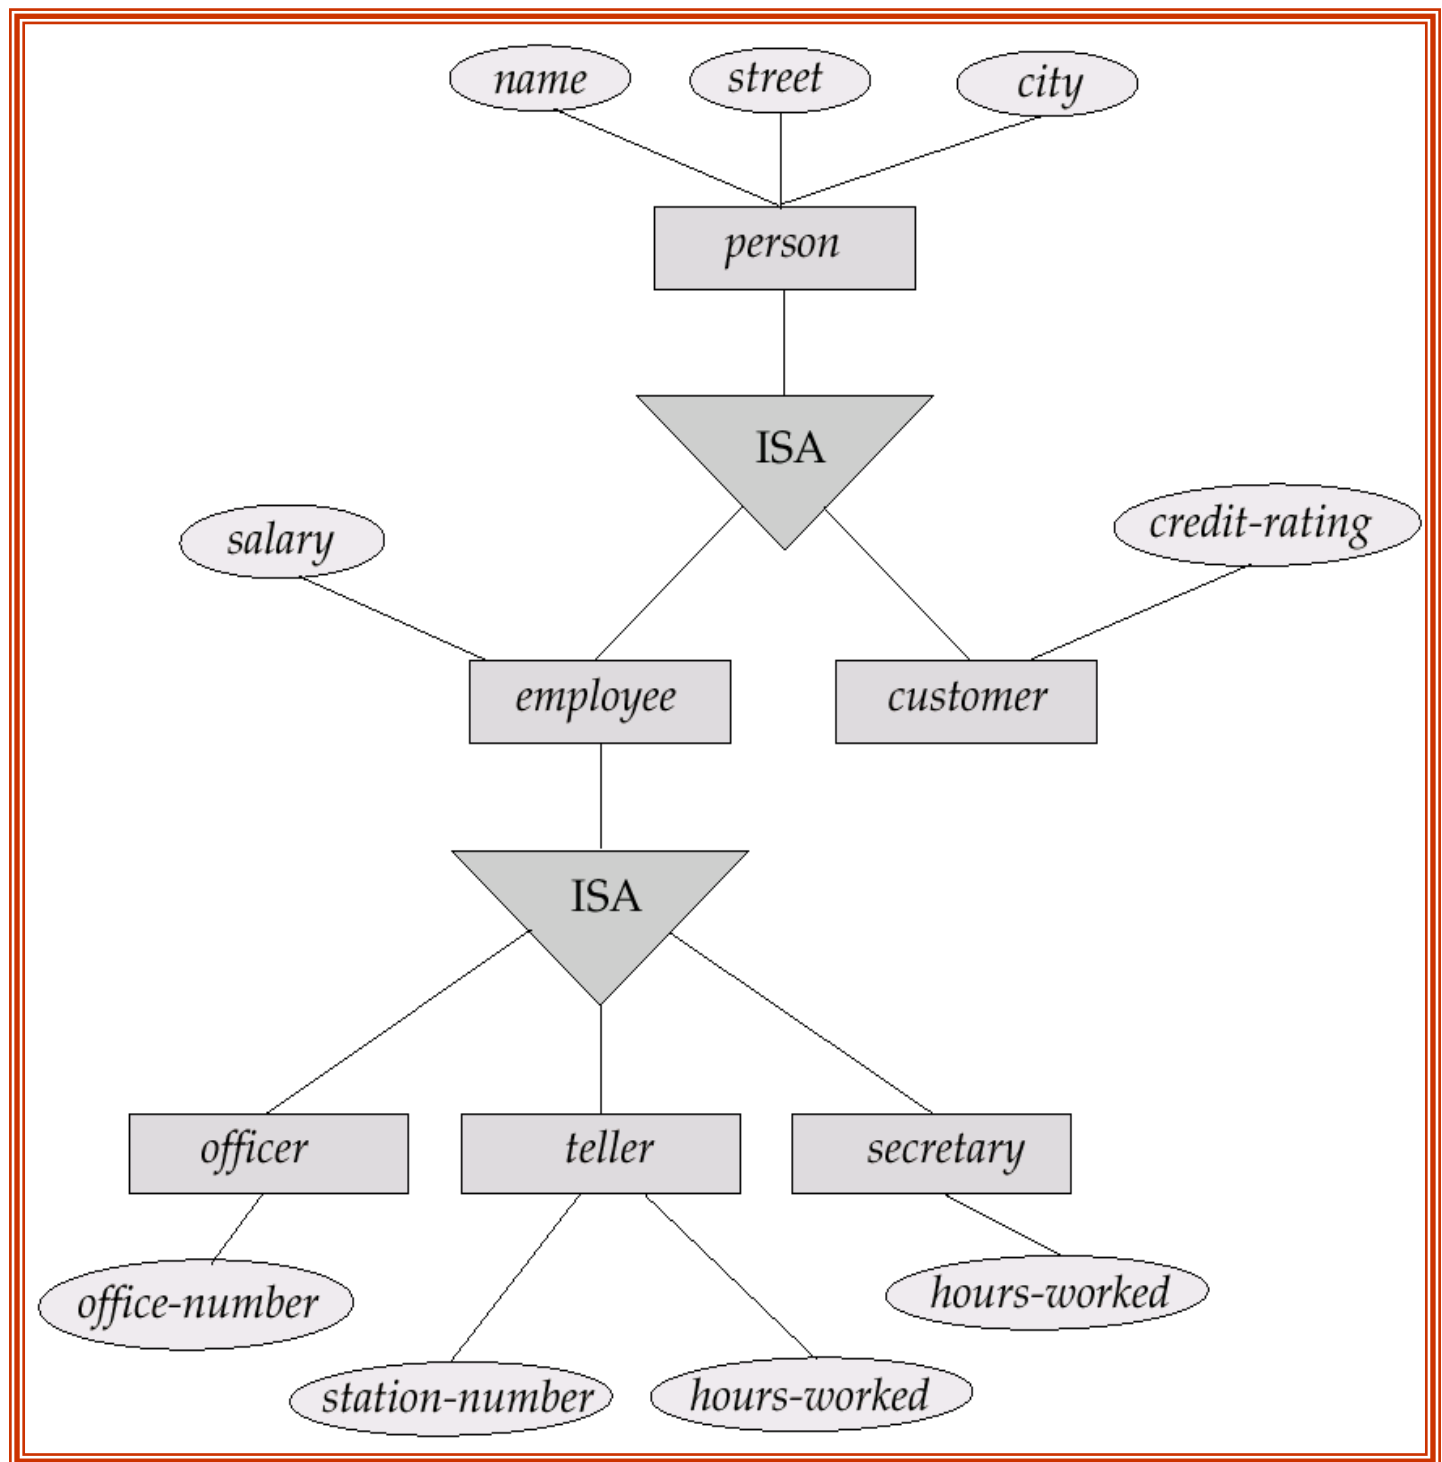 name
street
city
person
ISA
salary
credit-rating
employee
customer
ISA
officer
teller
secretary
office-number
hours-worked
station-number
hours-worked